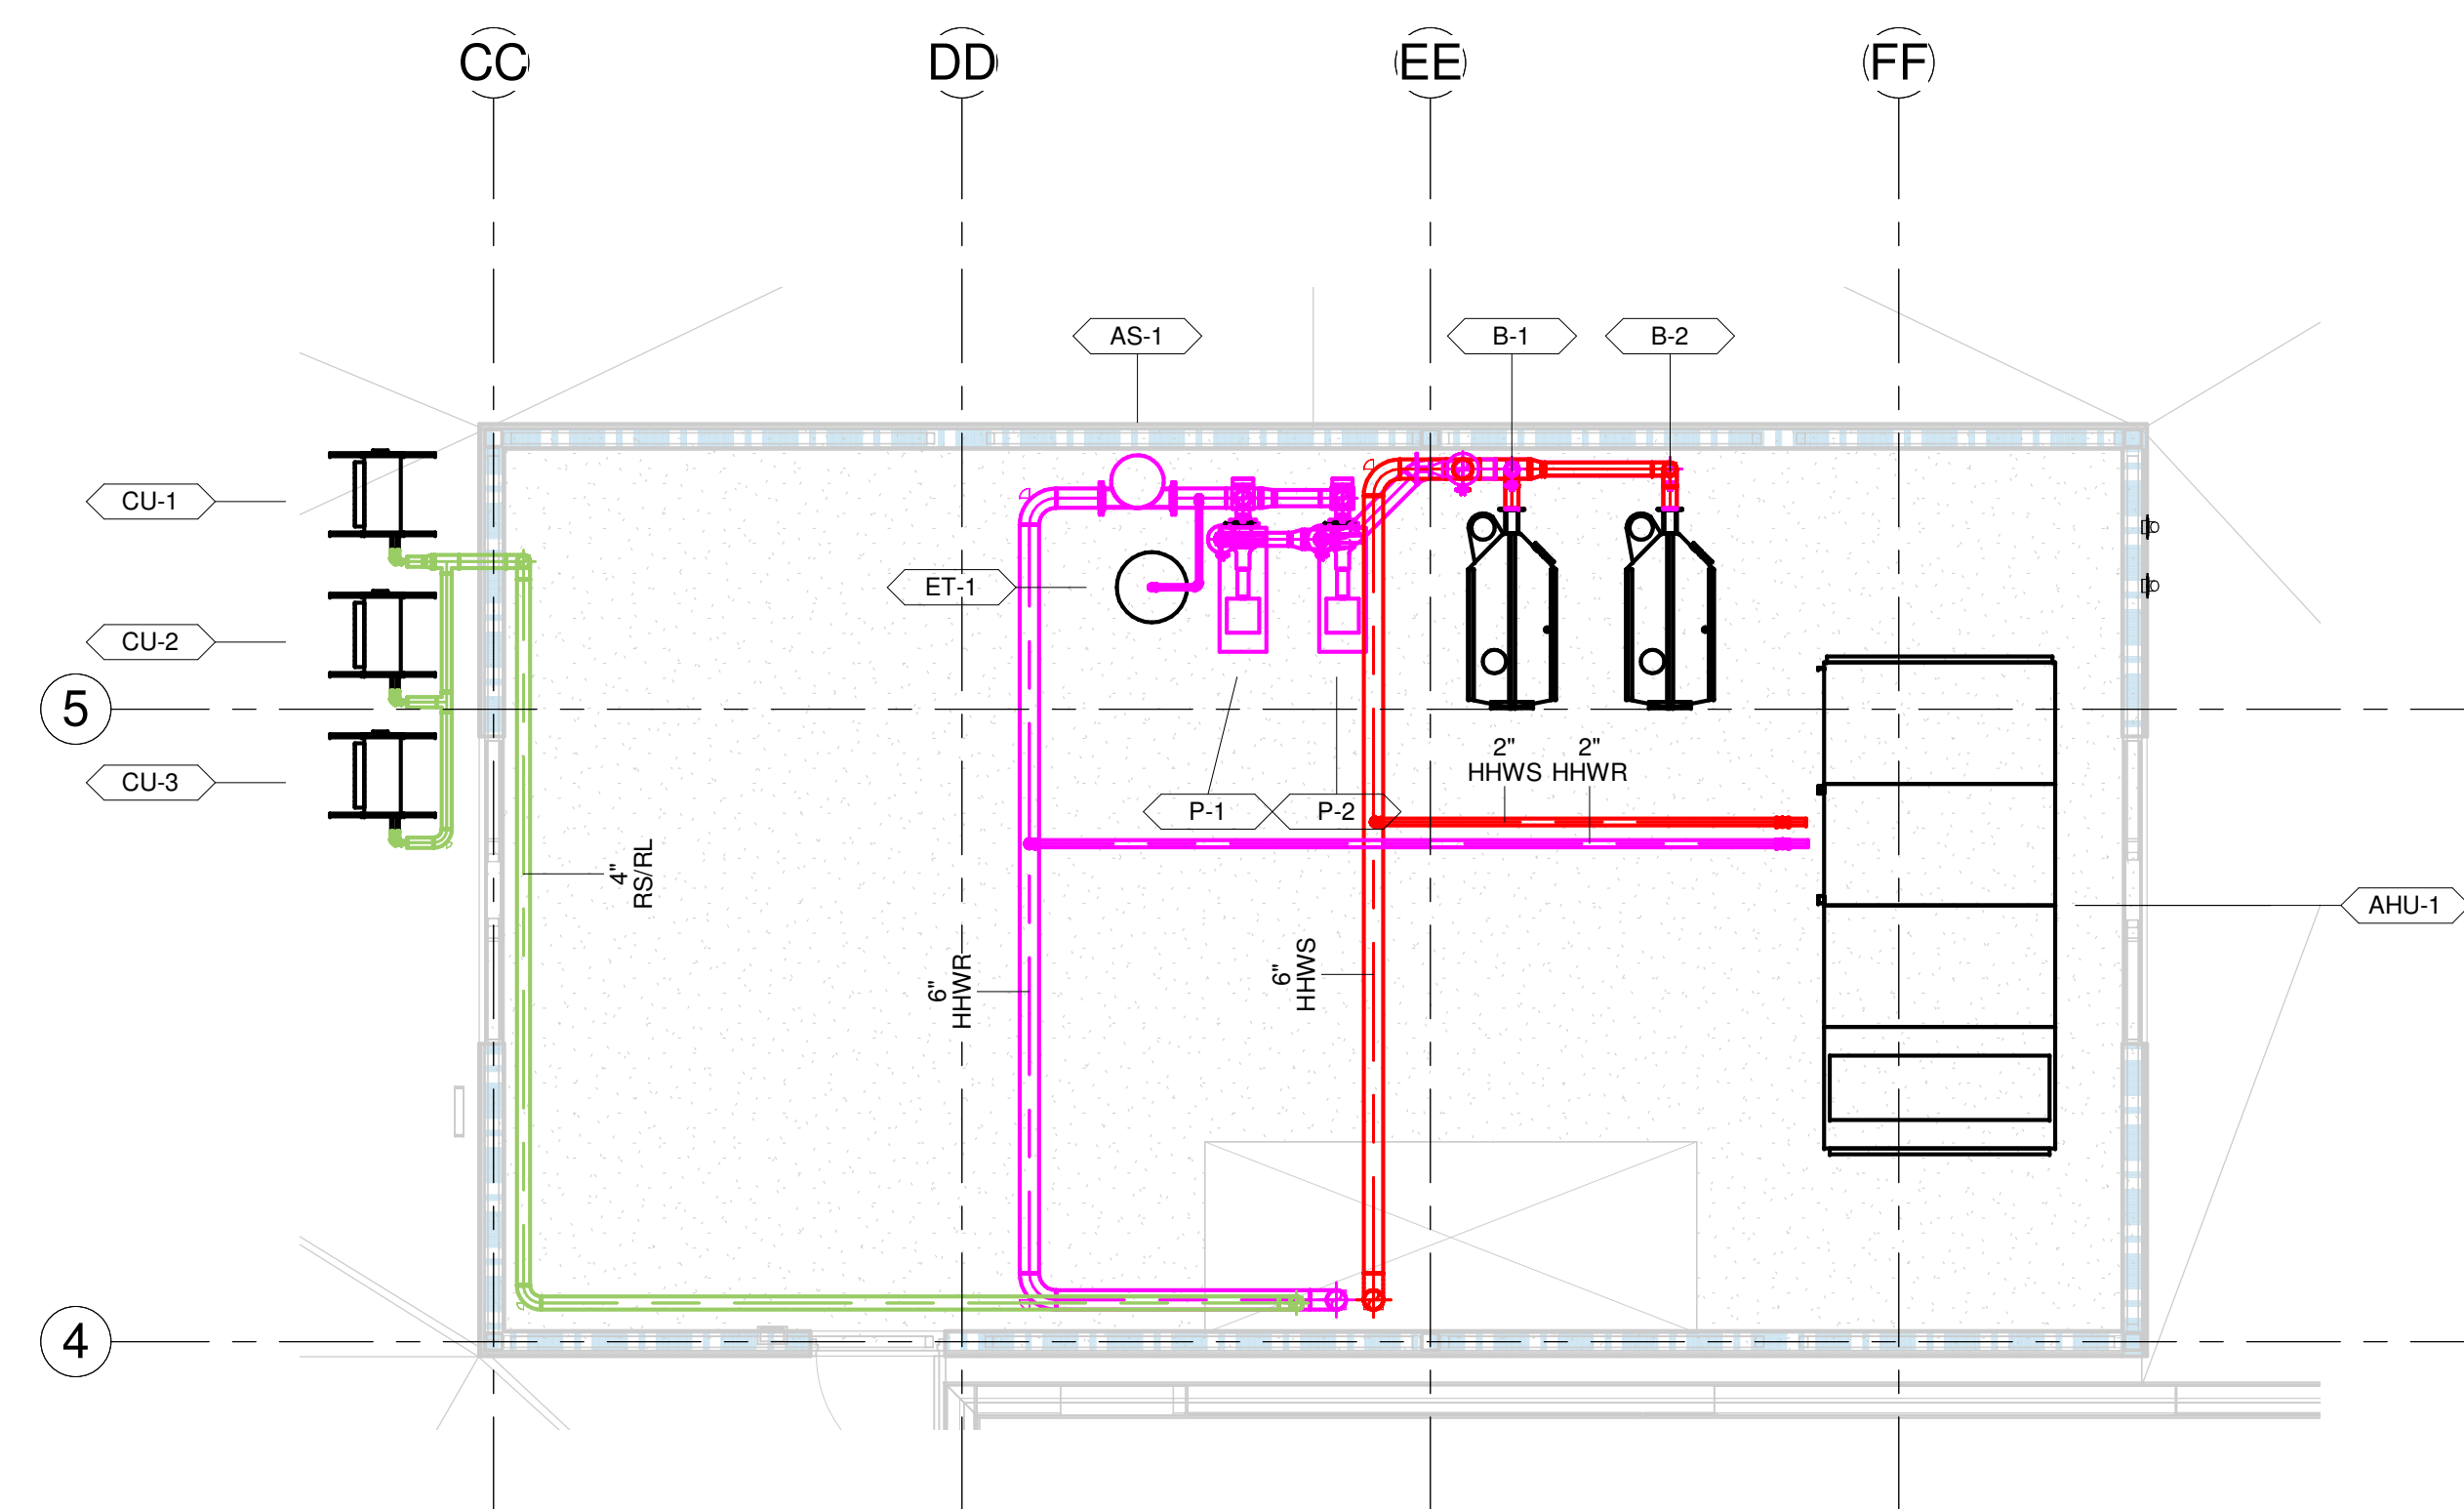 CC
DD
EE
FF
AS-1
B-1
B-2
CU-1
ET-1
CU-2
5
2"
HHWS
2"
HHWR
CU-3
P-1
P-2
4"
RS/RL
AHU-1
6"
HHWR
6"
HHWS
4